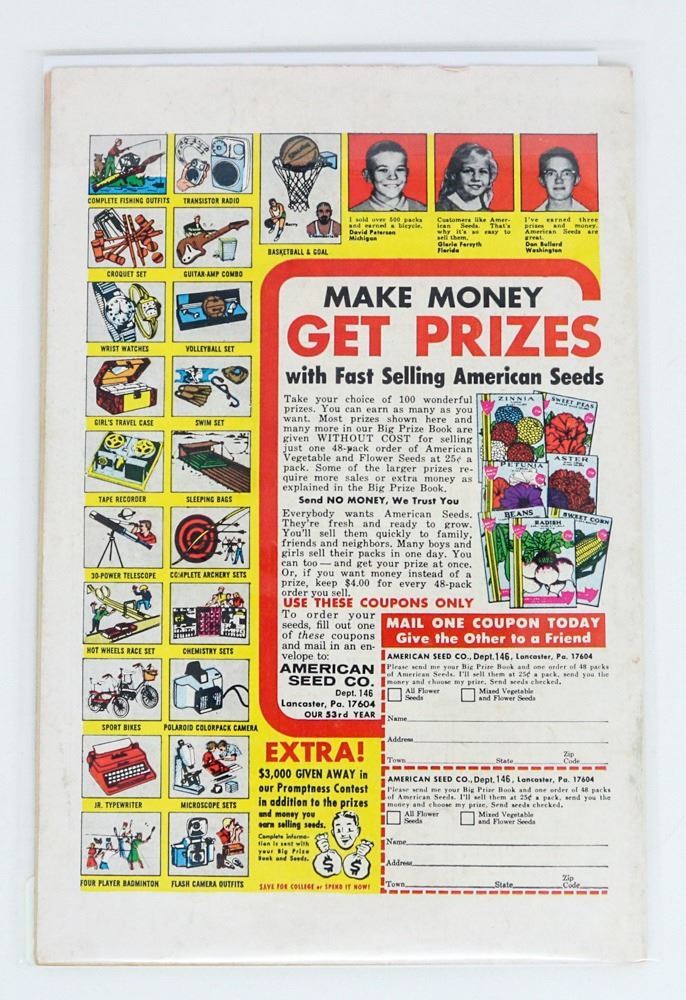 COMPLETE FISHING OUTFITS
TRANSISTOR RADIO
CROQUET SET
GUITAR-AMP COMBO
WRIST WATCHES
VOLLEYBALL SET
GIRL'S TRAVEL CASE
SWIM SET
TAPE RECORDER
SLEEPING BAGS
30-POWER TELESCOPE
COMPLETE ARCHERY SETS
HOT WHEELS RACE SET
CHEMISTRY SETS
SPORT BIKES
POLAROID COLORPACK CAMERA
JR. TYPEWRITER
MICROSCOPE SETS
FOUR PLAYER BADMINTON
FLASH CAMERA OUTFITS
BASKETBALL & GOAL
I sold over 500 packs
and earned a bicycle.
David Peterson
Michigan
Customers like Amer-
ican Seeds. That's
why it's so easy to
sell them.
Gloria Forsyth
Florida
I've earned three
prizes and money.
American Seeds are
great.
Don Bullard
Washington
MAKE MONEY
GET PRIZES
with Fast Selling American Seeds
Take your choice of 100 wonderful
prizes. You can earn as many as you
want. Most prizes shown here and
many more in our Big Prize Book are
given WITHOUT COST for selling
just one 48-pack order of American
Vegetable and Flower Seeds at 25¢ a
pack. Some of the larger prizes re-
quire more sales or extra money as
explained in the Big Prize Book.
Send NO MONEY, We Trust You
Everybody wants American Seeds.
They're fresh and ready to grow.
You'll sell them quickly to family,
friends and neighbors. Many boys and
girls sell their packs in one day. You
can too — and get your prize at once.
Or, if you want money instead of a
prize, keep $4.00 for every 48-pack
order you sell.
ZINNIA
SWEET PEAS
PETUNIA
ASTER
BEANS
RADISH
SWEET CORN
USE THESE COUPONS ONLY
To order your
seeds, fill out one
of these coupons
and mail in an en-
velope to:
AMERICAN
SEED CO.
Dept. 146
Lancaster, Pa. 17604
OUR 53rd YEAR
EXTRA!
$3,000 GIVEN AWAY in
our Promptness Contest
in addition to the prizes
and money you
earn selling seeds.
Complete informa-
tion is sent with
your Big Prize
Book and Seeds.
$
$
SAVE FOR COLLEGE or SPEND IT NOW!
MAIL ONE COUPON TODAY
Give the Other to a Friend
AMERICAN SEED CO., Dept. 146, Lancaster, Pa. 17604
Please send me your Big Prize Book and one order of 48 packs
of American Seeds. I'll sell them at 25¢ a pack, send you the
money and choose my prize. Send seeds checked.
All Flower
Seeds
Mixed Vegetable
and Flower Seeds
Name
Address
Town State Zip Code
AMERICAN SEED CO., Dept. 146, Lancaster, Pa. 17604
Please send me your Big Prize Book and one order of 48 packs
of American Seeds. I'll sell them at 25¢ a pack, send you the
money and choose my prize. Send seeds checked.
All Flower
Seeds
Mixed Vegetable
and Flower Seeds
Name
Address
Town State Zip Code